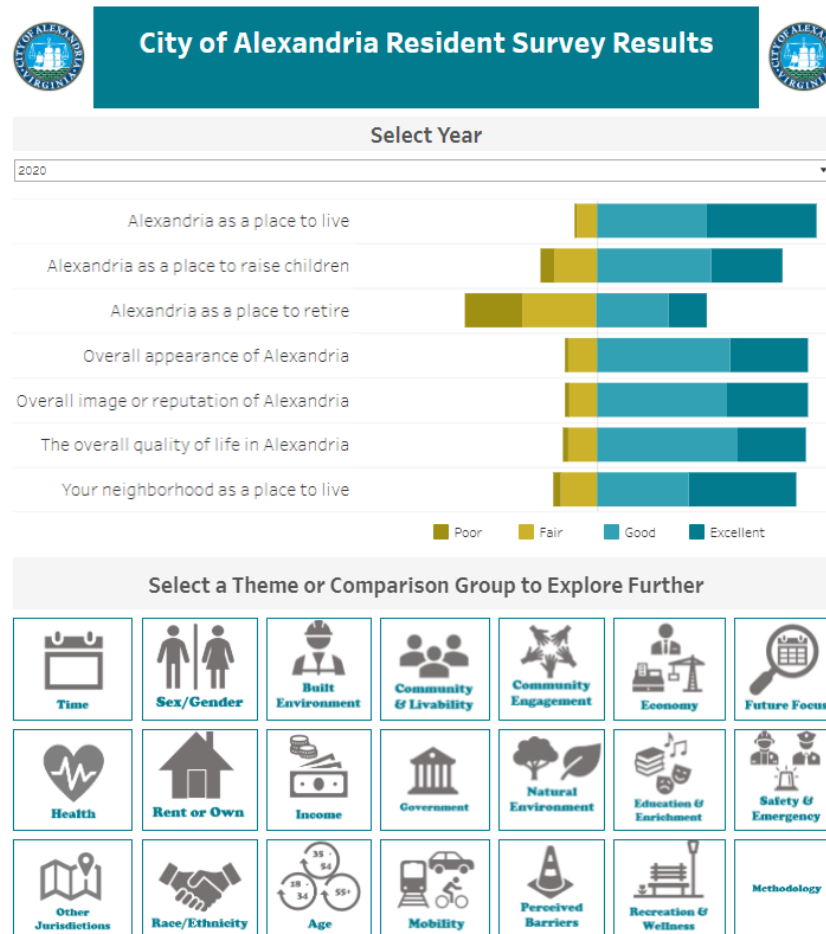 CITY OF ALEXANDRIA
VIRGINIA
City of Alexandria Resident Survey Results
Select Year
2020
Alexandria as a place to live
Alexandria as a place to raise children
Alexandria as a place to retire
Overall appearance of Alexandria
Overall image or reputation of Alexandria
The overall quality of life in Alexandria
Your neighborhood as a place to live
Poor Fair Good Excellent
Select a Theme or Comparison Group to Explore Further
Time
Sex/Gender
Built
Environment
Community
& Livability
Community
Engagement
Economy
Future Focus
Health
Rent or Own
Income
Government
Natural
Environment
Education &
Enrichment
Safety &
Emergency
Other
Jurisdictions
Race/Ethnicity
35 -
54
18 -
34
55+
Age
Mobility
Perceived
Barriers
Recreation &
Wellness
Methodology